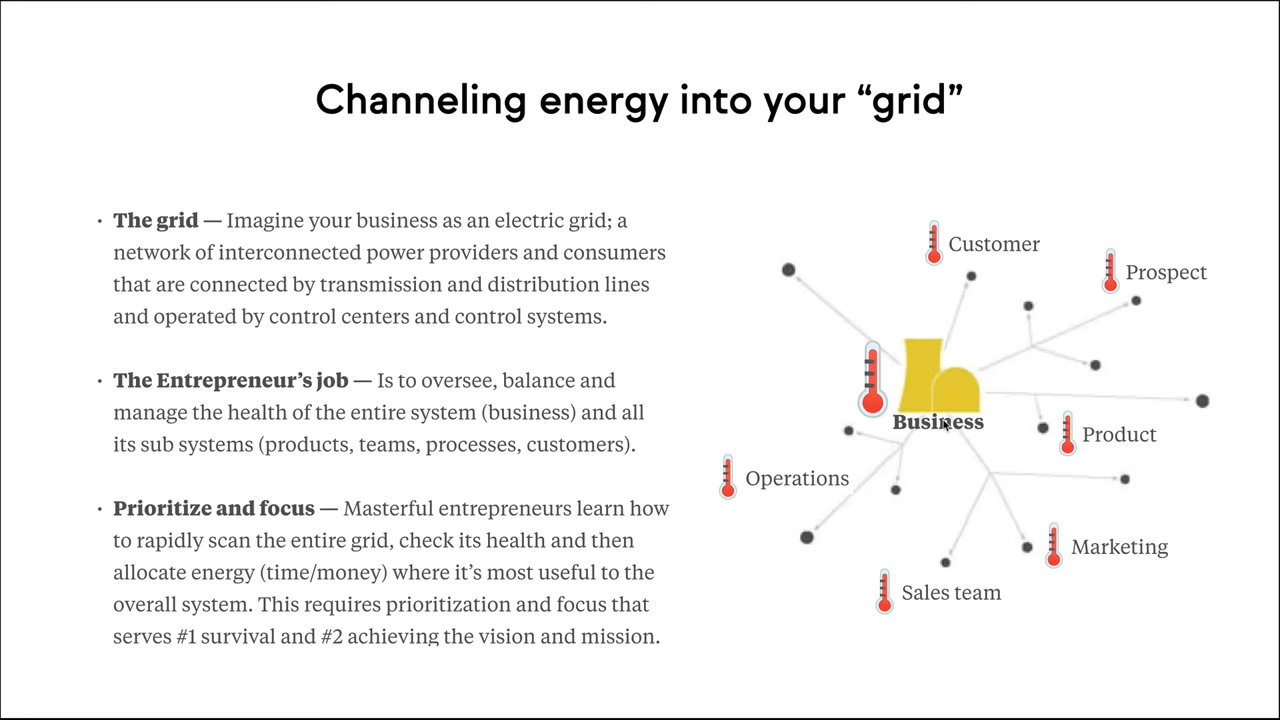 Channeling energy into your “grid”
• The grid — Imagine your business as an electric grid; a
network of interconnected power providers and consumers
that are connected by transmission and distribution lines
and operated by control centers and control systems.
• The Entrepreneur’s job — Is to oversee, balance and
manage the health of the entire system (business) and all
its sub systems (products, teams, processes, customers).
• Prioritize and focus — Masterful entrepreneurs learn how
to rapidly scan the entire grid, check its health and then
allocate energy (time/money) where it’s most useful to the
overall system. This requires prioritization and focus that
serves #1 survival and #2 achieving the vision and mission.
Customer
Prospect
Business
Product
Operations
Marketing
Sales team